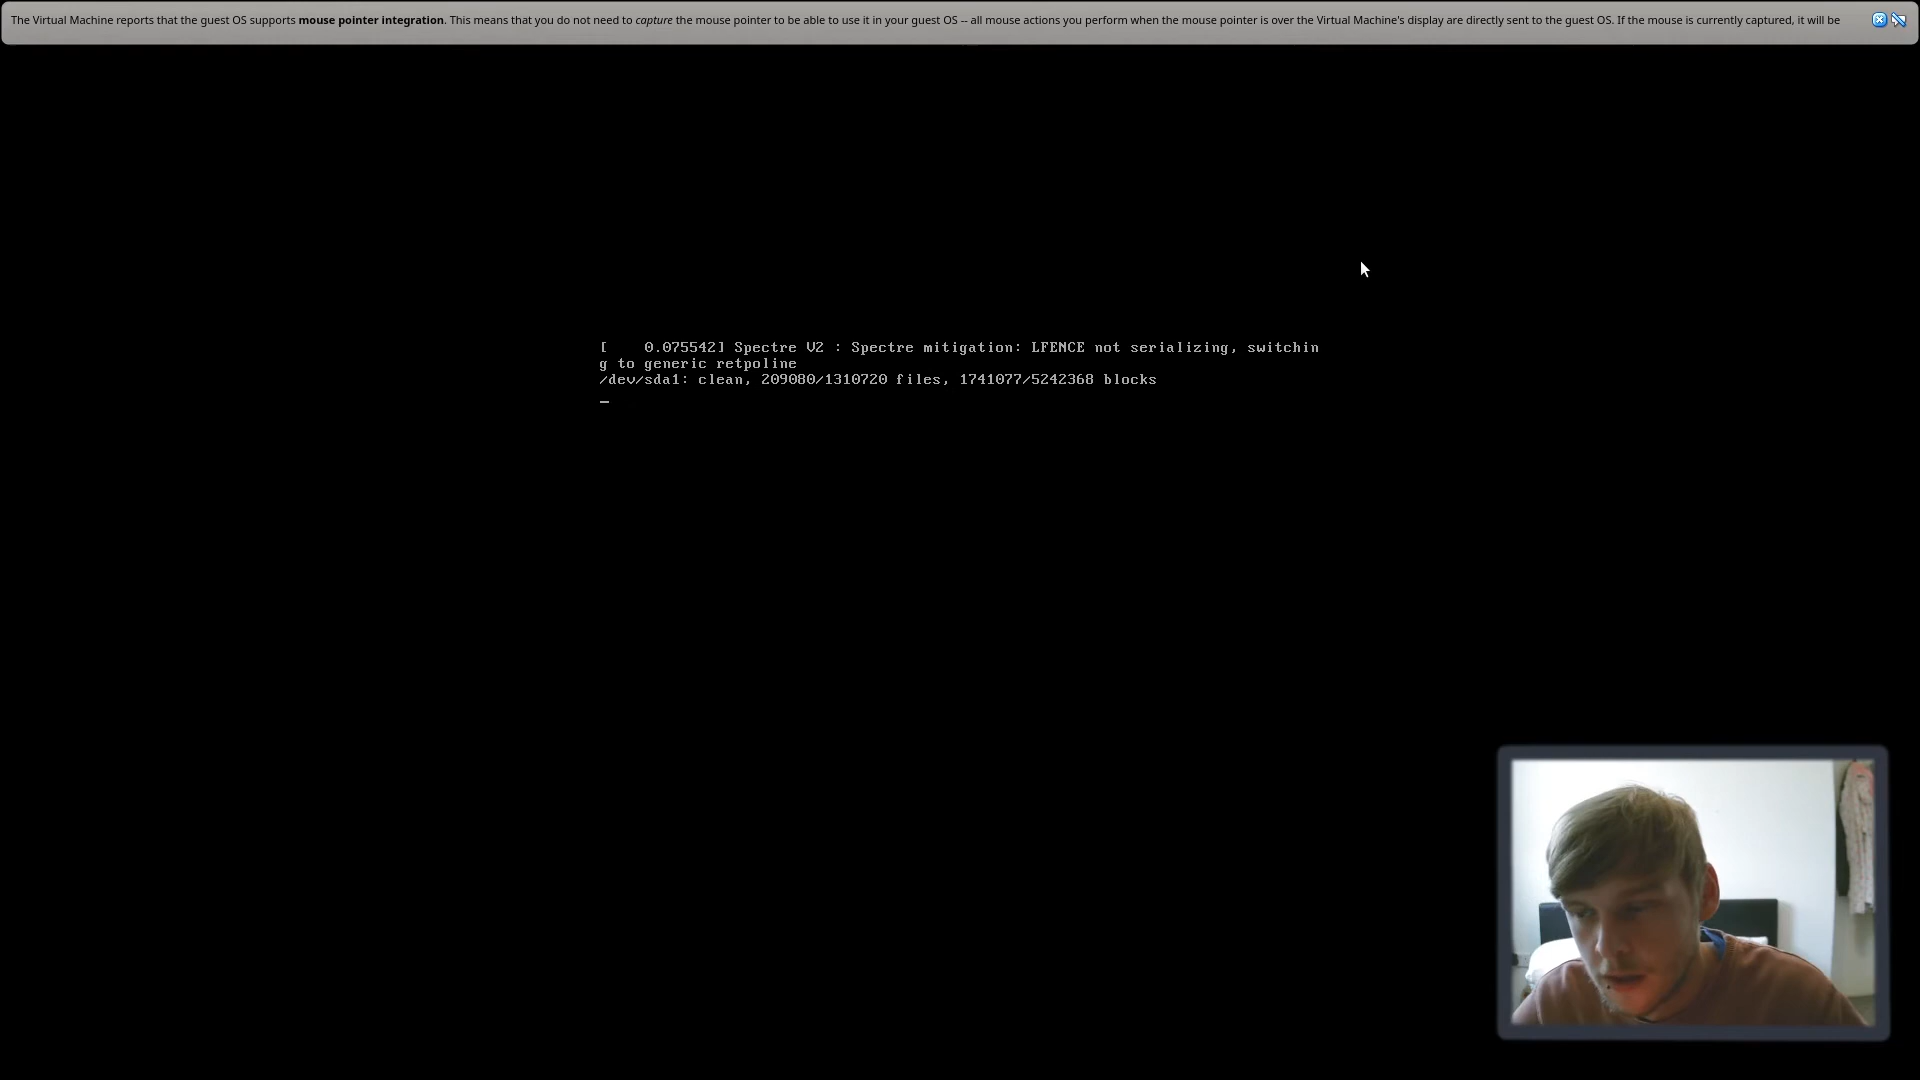 The Virtual Machine reports that the guest OS supports mouse pointer integration. This means that you do not need to capture the mouse pointer to be able to use it in your guest OS -- all mouse actions you perform when the mouse pointer is over the Virtual Machine's display are directly sent to the guest OS. If the mouse is currently captured, it will be
[    0.075542] Spectre V2 : Spectre mitigation: LFENCE not serializing, switchin
g to generic retpoline
/dev/sda1: clean, 209080/1310720 files, 1741077/5242368 blocks
_